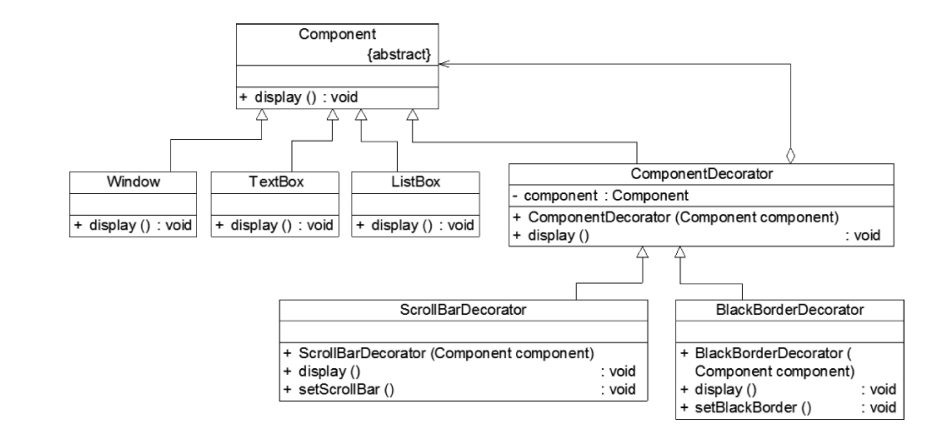 Component
{abstract}
+ display () : void
Window
+ display () : void
TextBox
+ display () : void
ListBox
+ display () : void
ComponentDecorator
- component : Component
+ ComponentDecorator (Component component)
+ display () : void
ScrollBarDecorator
+ ScrollBarDecorator (Component component)
+ display () : void
+ setScrollBar () : void
BlackBorderDecorator
+ BlackBorderDecorator (
Component component)
+ display () : void
+ setBlackBorder () : void